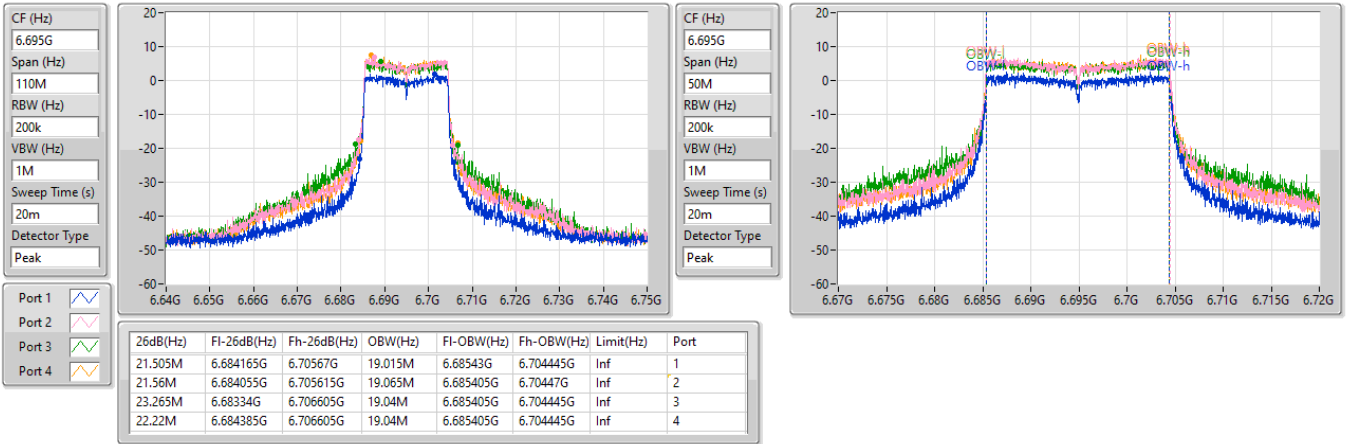 CF (Hz)
6.695G
Span (Hz)
110M
RBW (Hz)
200k
VBW (Hz)
1M
Sweep Time (s)
20m
Detector Type
Peak
20
10
0
-10
-20
-30
-40
-50
-60
6.64G 6.65G 6.66G 6.67G 6.68G 6.69G 6.7G 6.71G 6.72G 6.73G 6.74G 6.75G
CF (Hz)
6.695G
Span (Hz)
50M
RBW (Hz)
200k
VBW (Hz)
1M
Sweep Time (s)
20m
Detector Type
Peak
20
10
0
-10
-20
-30
-40
-50
-60
OBW-h
OBW-h
6.67G 6.675G 6.68G 6.685G 6.69G 6.695G 6.7G 6.705G 6.71G 6.715G 6.72G
Port 1
Port 2
Port 3
Port 4
26dB(Hz) Fl-26dB(Hz) Fh-26dB(Hz) OBW(Hz) Fl-OBW(Hz) Fh-OBW(Hz) Limit(Hz) Port
21.505M 6.684165G 6.70567G 19.015M 6.68543G 6.704445G Inf 1
21.56M 6.684055G 6.705615G 19.065M 6.685405G 6.70447G Inf 2
23.265M 6.68334G 6.706605G 19.04M 6.685405G 6.704445G Inf 3
22.22M 6.684385G 6.706605G 19.04M 6.685405G 6.704445G Inf 4